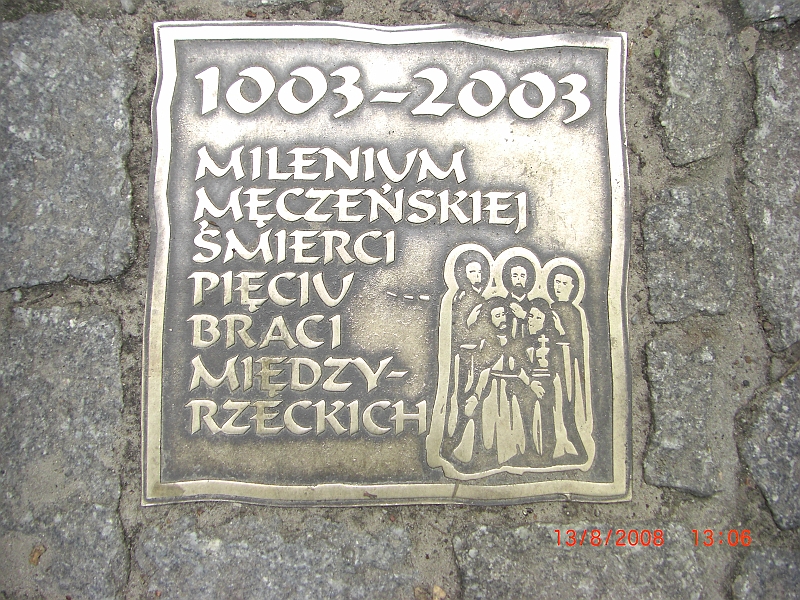 1003-2003
MILENIUM
MĘCZEŃSKIEJ
ŚMIERCI
PIĘCIU
BRACI
MIĘDZY-
RZECKICH
13/8/2008 13:06